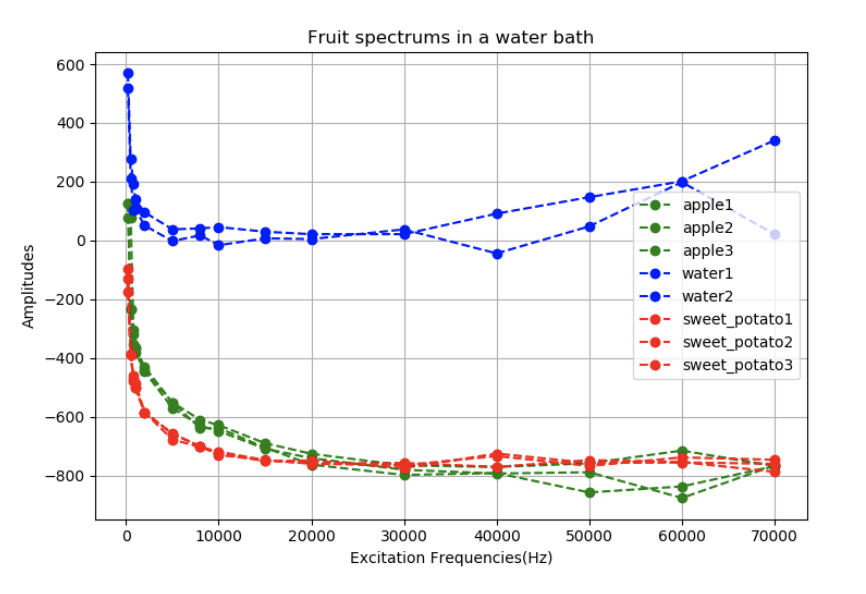 Fruit spectrums in a water bath
600
400
200
0
−200
−400
−600
−800
Amplitudes
apple1
apple2
apple3
water1
water2
sweet_potato1
sweet_potato2
sweet_potato3
0 10000 20000 30000 40000 50000 60000 70000
Excitation Frequencies(Hz)